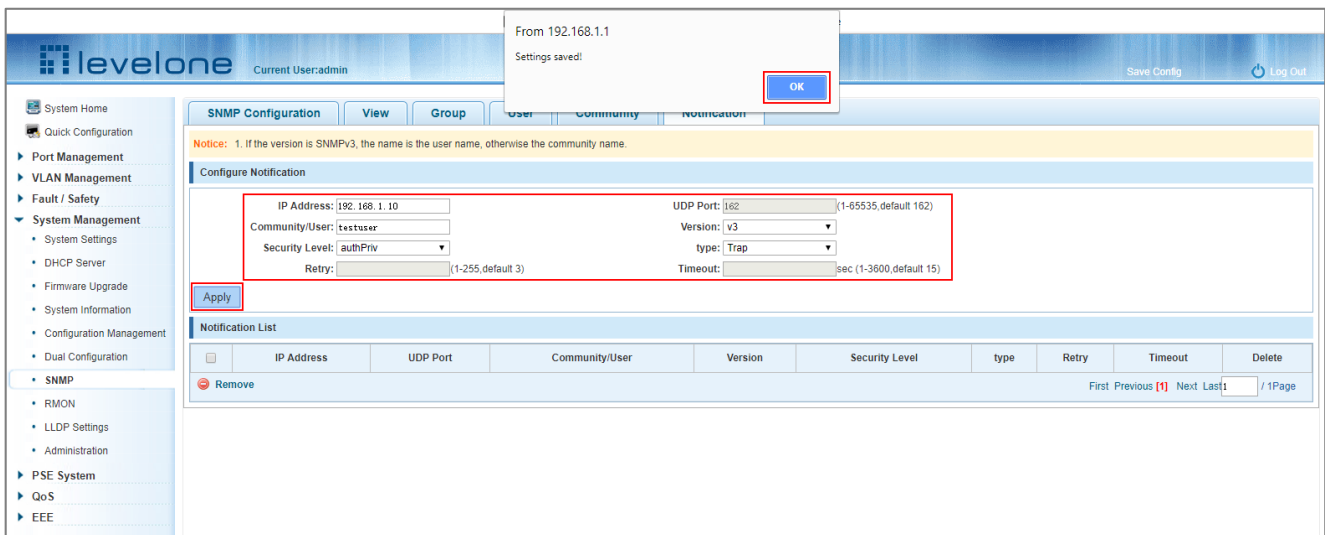 From 192.168.1.1
Settings saved!
OK
levelone
Current User:admin
Save Config
Log Out
System Home
Quick Configuration
Port Management
VLAN Management
Fault / Safety
System Management
System Settings
DHCP Server
Firmware Upgrade
System Information
Configuration Management
Dual Configuration
SNMP
RMON
LLDP Settings
Administration
PSE System
QoS
EEE
SNMP Configuration View Group User Community Notification
Notice: 1. If the version is SNMPv3, the name is the user name, otherwise the community name.
Configure Notification
IP Address: 192.168.1.10 UDP Port: 162 (1-65535,default 162)
Community/User: testuser Version: v3
Security Level: authPriv type: Trap
Retry: (1-255,default 3) Timeout: sec (1-3600,default 15)
Apply
Notification List
IP Address UDP Port Community/User Version Security Level type Retry Timeout Delete
Remove First Previous [1] Next Last 1 / 1Page